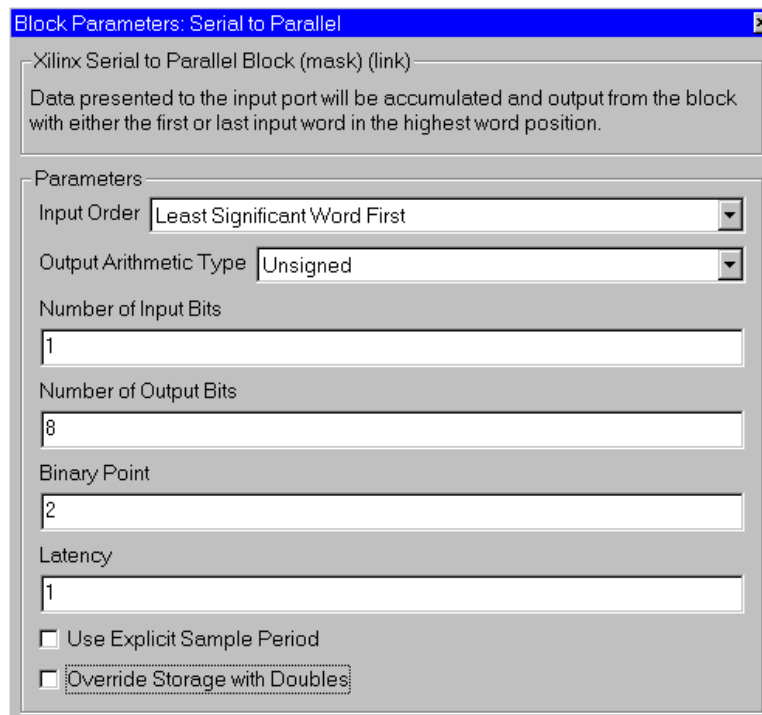 Block Parameters: Serial to Parallel
Xilinx Serial to Parallel Block (mask) (link)
Data presented to the input port will be accumulated and output from the block
with either the first or last input word in the highest word position.
Parameters
Input Order Least Significant Word First
Output Arithmetic Type Unsigned
Number of Input Bits
1
Number of Output Bits
8
Binary Point
2
Latency
1
Use Explicit Sample Period
Override Storage with Doubles